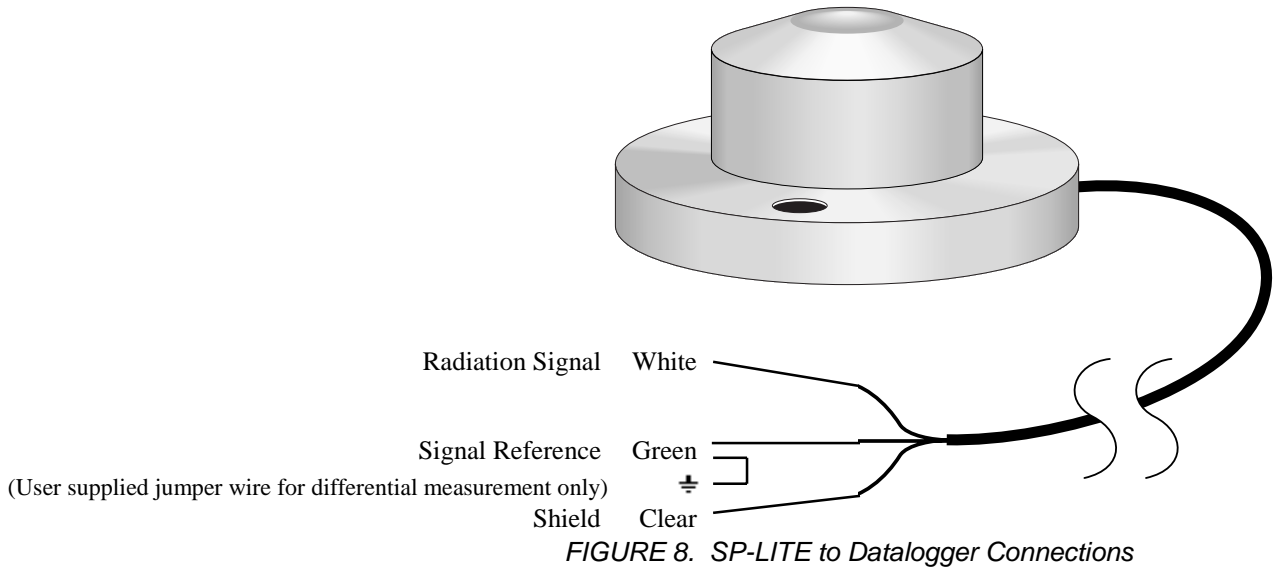 Radiation Signal White
Signal Reference Green
(User supplied jumper wire for differential measurement only)
Shield Clear
FIGURE 8. SP-LITE to Datalogger Connections